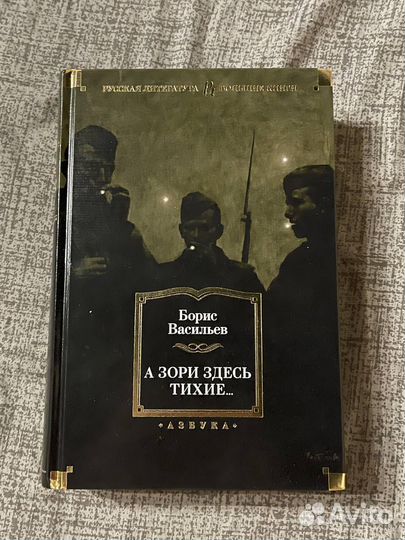 РУССКАЯ ЛИТЕРАТУРА БОЛЬШИЕ КНИГИ
Борис
Васильев
А ЗОРИ ЗДЕСЬ
ТИХИЕ...
• АЗБУКА •
Avito